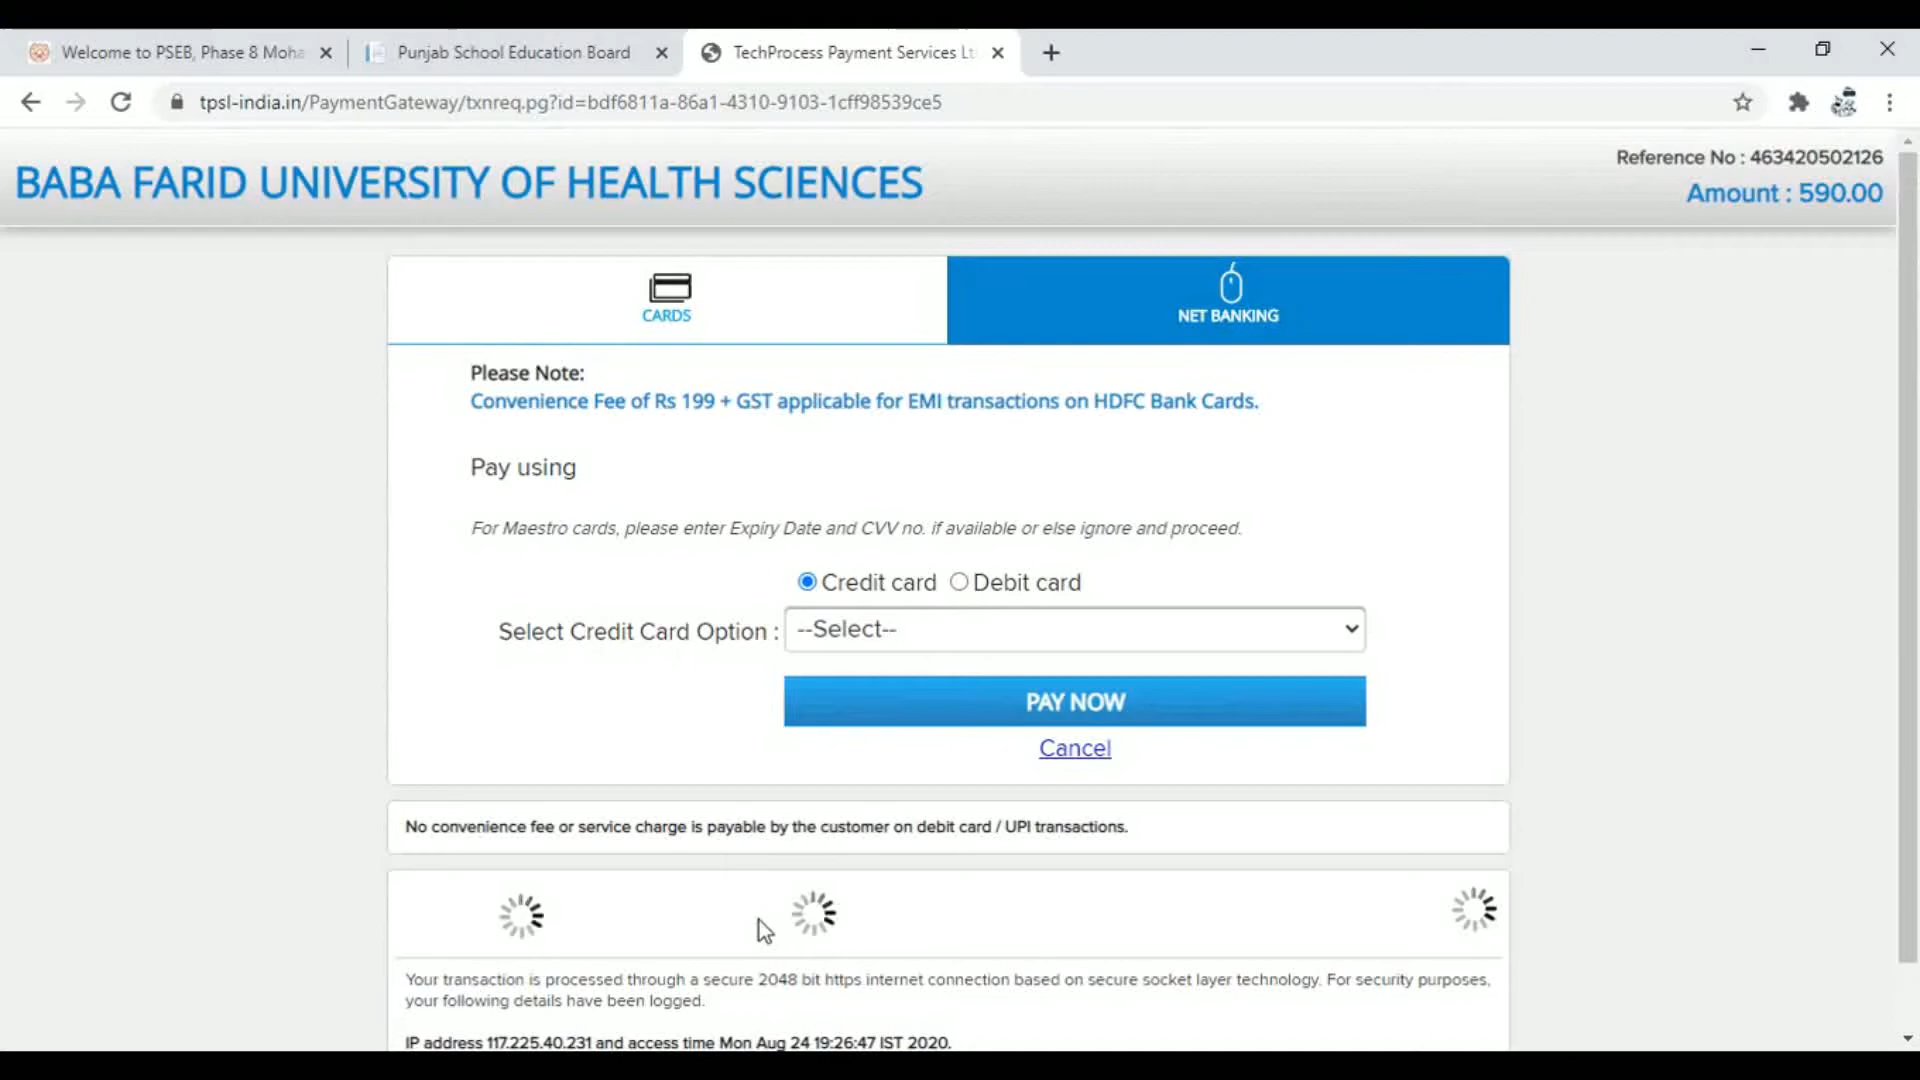 Welcome to PSEB, Phase 8 Moha
Punjab School Education Board
TechProcess Payment Services Lt
tpsl-india.in/PaymentGateway/txnreq.pg?id=bdf6811a-86a1-4310-9103-1cff98539ce5
BABA FARID UNIVERSITY OF HEALTH SCIENCES
Reference No : 463420502126
Amount : 590.00
CARDS
NET BANKING
Please Note:
Convenience Fee of Rs 199 + GST applicable for EMI transactions on HDFC Bank Cards.
Pay using
For Maestro cards, please enter Expiry Date and CVV no. if available or else ignore and proceed.
Credit card Debit card
Select Credit Card Option : --Select--
PAY NOW
Cancel
No convenience fee or service charge is payable by the customer on debit card / UPI transactions.
Your transaction is processed through a secure 2048 bit https internet connection based on secure socket layer technology. For security purposes,
your following details have been logged.
IP address 117.225.40.231 and access time Mon Aug 24 19:26:47 IST 2020.